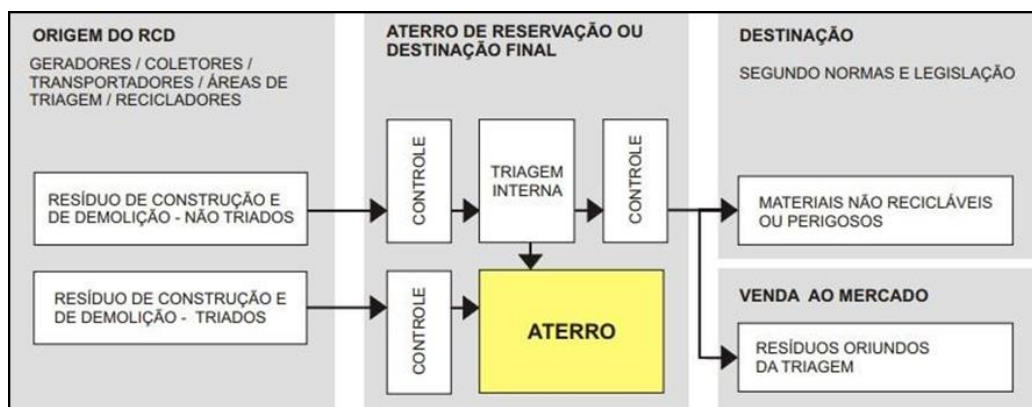 ORIGEM DO RCD
GERADORES / COLETORES /
TRANSPORTADORES / ÁREAS DE
TRIAGEM / RECICLADORES
RESÍDUO DE CONSTRUÇÃO E
DE DEMOLIÇÃO - NÃO TRIADOS
RESÍDUO DE CONSTRUÇÃO E
DE DEMOLIÇÃO - TRIADOS
ATERRO DE RESERVAÇÃO OU
DESTINAÇÃO FINAL
CONTROLE
TRIAGEM
INTERNA
CONTROLE
CONTROLE
ATERRO
DESTINAÇÃO
SEGUNDO NORMAS E LEGISLAÇÃO
MATERIAIS NÃO RECICLÁVEIS
OU PERIGOSOS
VENDA AO MERCADO
RESÍDUOS ORIUNDOS
DA TRIAGEM